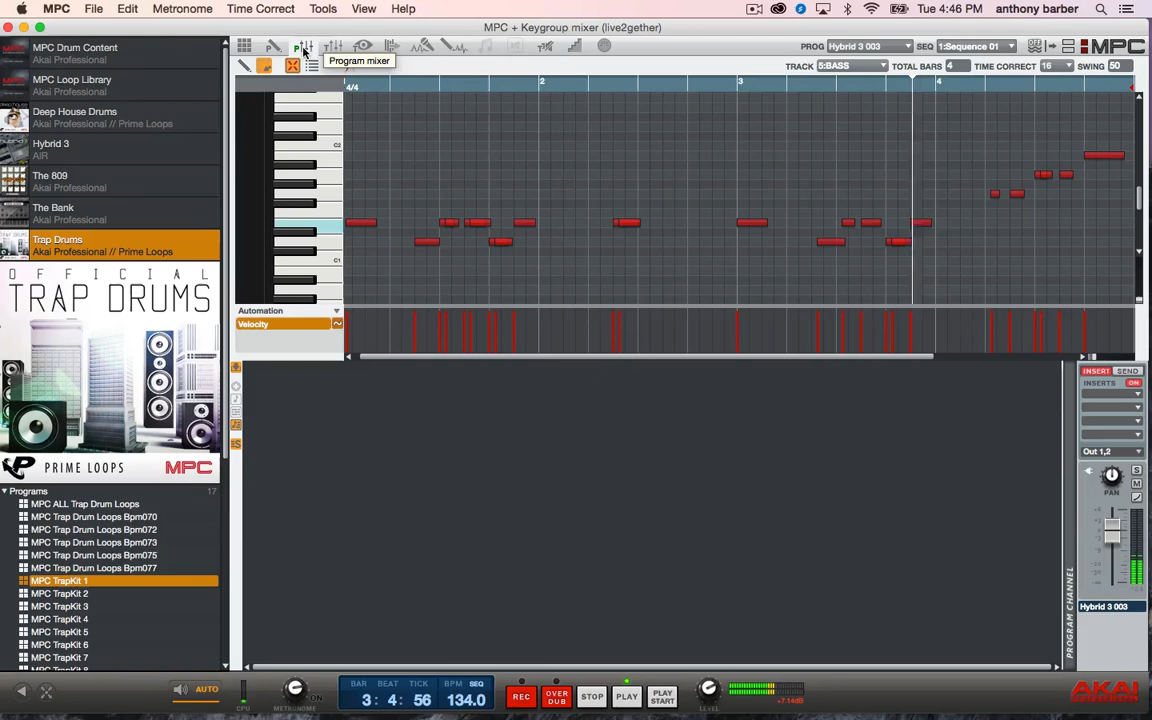 MPC File Edit Metronome Time Correct Tools View Help
Tue 4:46 PM anthony barber
MPC + Keygroup mixer (live2gether)
PROG Hybrid 3 003 SEQ 1:Sequence 01 MPC
Program mixer
TRACK 5:BASS TOTAL BARS 4 TIME CORRECT 16 SWING 50
4/4 2 3 4
C2
C1
MPC Drum Content
Akai Professional
MPC Loop Library
Akai Professional
Deep House Drums
Akai Professional // Prime Loops
Hybrid 3
AIR
The 809
Akai Professional
The Bank
Akai Professional
Trap Drums
Akai Professional // Prime Loops
OFFICIAL
TRAP DRUMS
PRIME LOOPS MPC
Automation
Velocity
Programs 17
MPC ALL Trap Drum Loops
MPC Trap Drum Loops Bpm070
MPC Trap Drum Loops Bpm072
MPC Trap Drum Loops Bpm073
MPC Trap Drum Loops Bpm075
MPC Trap Drum Loops Bpm077
MPC TrapKit 1
MPC TrapKit 2
MPC TrapKit 3
MPC TrapKit 4
MPC TrapKit 5
MPC TrapKit 6
MPC TrapKit 7
INSERT SEND
INSERTS ON
Out 1,2
PAN
S
M
PROGRAM CHANNEL
Hybrid 3 003
AUTO
CPU
METRONOME
ON
BAR BEAT TICK BPM SEQ
3: 4: 56 134.0
REC
OVER DUB
STOP
PLAY
PLAY START
LEVEL
+7.14dB
AKAI